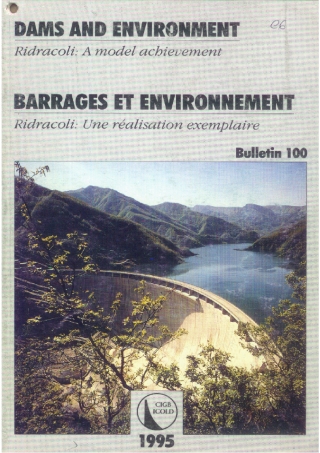 DAMS AND ENVIRONMENT
Ridracoli: A model achievement
BARRAGES ET ENVIRONNEMENT
Ridracoli: Une réalisation exemplaire
Bulletin 100
CIGB
ICOLD
1995